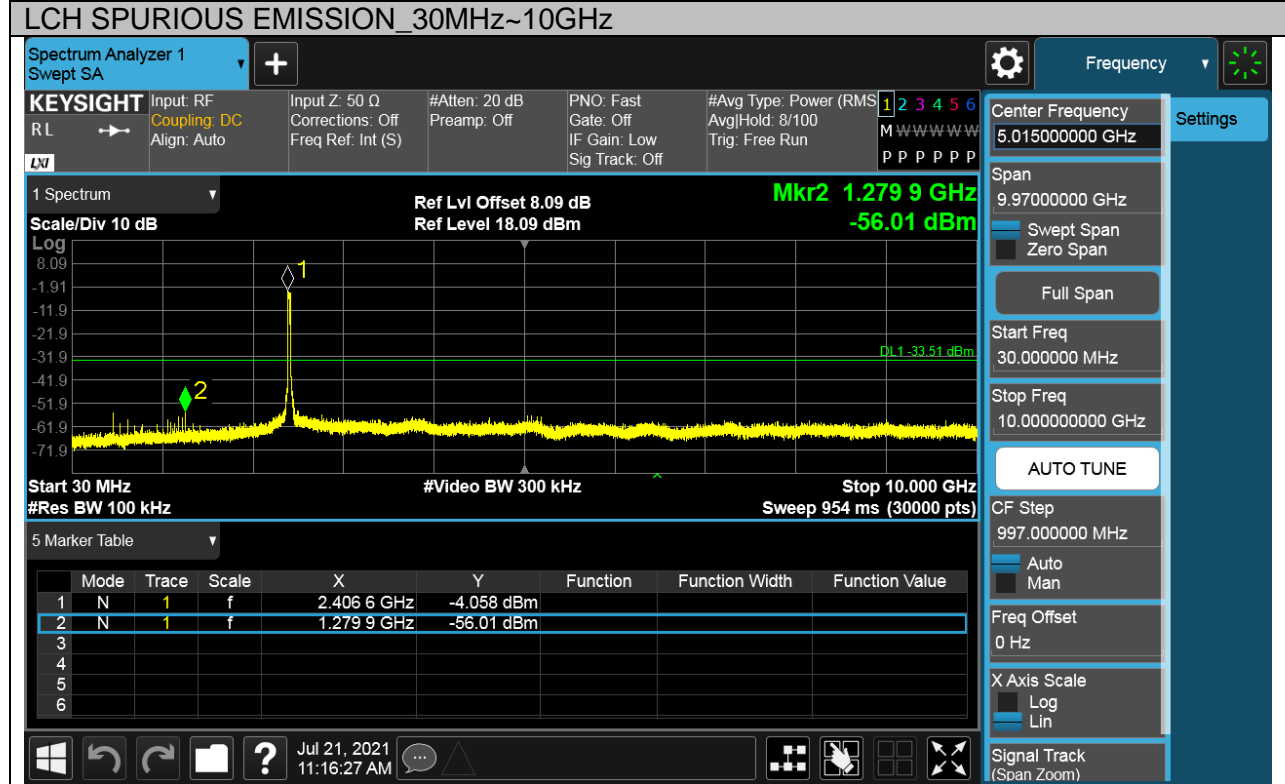 LCH SPURIOUS EMISSION_30MHz~10GHz
Spectrum Analyzer 1
Swept SA
Frequency
KEYSIGHT
RL
LXI
Input: RF
Coupling: DC
Align: Auto
Input Z: 50 Ω
Corrections: Off
Freq Ref: Int (S)
#Atten: 20 dB
Preamp: Off
PNO: Fast
Gate: Off
IF Gain: Low
Sig Track: Off
#Avg Type: Power (RMS
Avg|Hold: 8/100
Trig: Free Run
1 2 3 4 5 6
M W W W W W
P P P P P P
1 Spectrum
Scale/Div 10 dB
Ref Lvl Offset 8.09 dB
Ref Level 18.09 dBm
Mkr2 1.279 9 GHz
-56.01 dBm
Log
8.09
-1.91
-11.9
-21.9
-31.9
-41.9
-51.9
-61.9
-71.9
1
2
DL1 -33.51 dBm
Start 30 MHz
#Video BW 300 kHz
Stop 10.000 GHz
#Res BW 100 kHz
Sweep 954 ms (30000 pts)
5 Marker Table
Mode Trace Scale X Y Function Function Width Function Value
1 N 1 f 2.406 6 GHz -4.058 dBm
2 N 1 f 1.279 9 GHz -56.01 dBm
3
4
5
6
Jul 21, 2021
11:16:27 AM
Center Frequency
5.015000000 GHz
Settings
Span
9.97000000 GHz
Swept Span
Zero Span
Full Span
Start Freq
30.000000 MHz
Stop Freq
10.000000000 GHz
AUTO TUNE
CF Step
997.000000 MHz
Auto
Man
Freq Offset
0 Hz
X Axis Scale
Log
Lin
Signal Track
(Span Zoom)